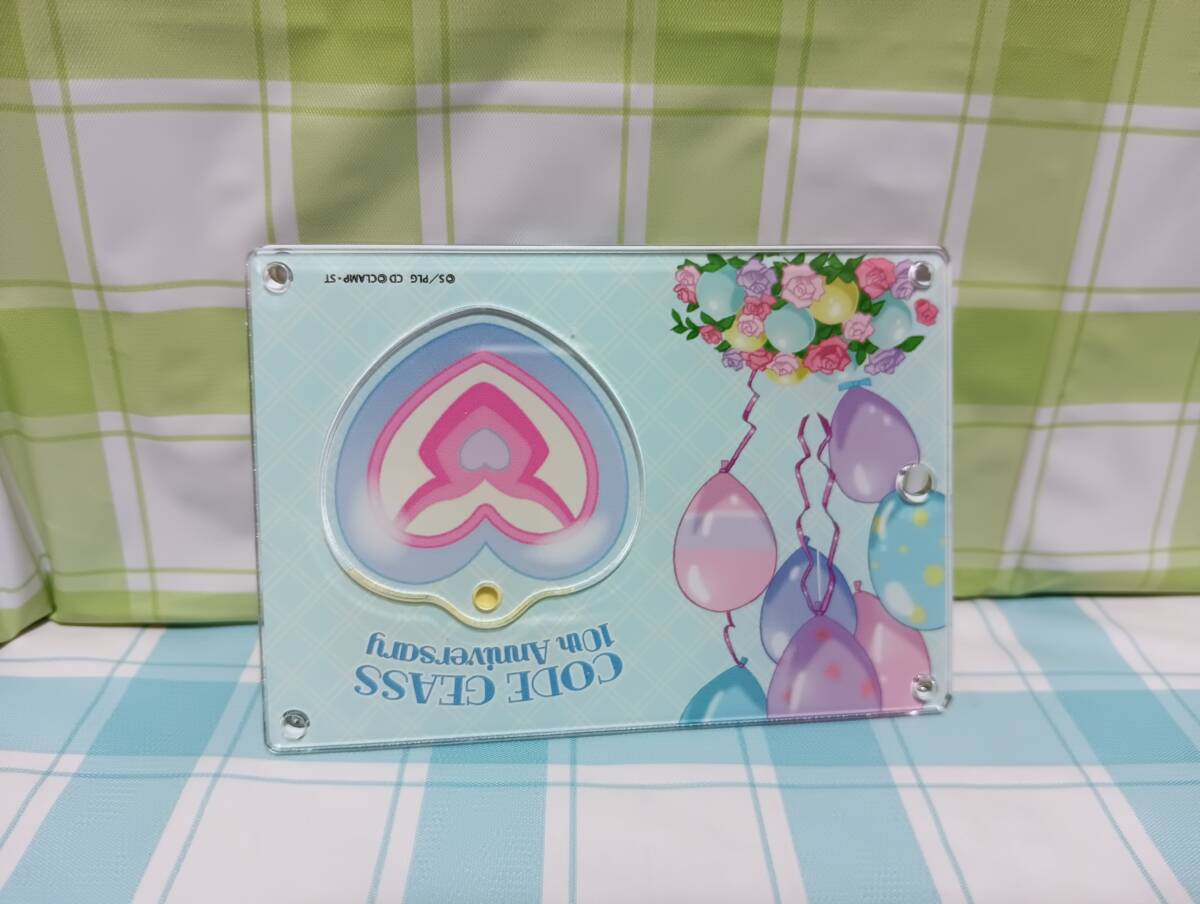 CODE GEASS
10th Anniversary
©S/PLG CD©CLAMP・ST